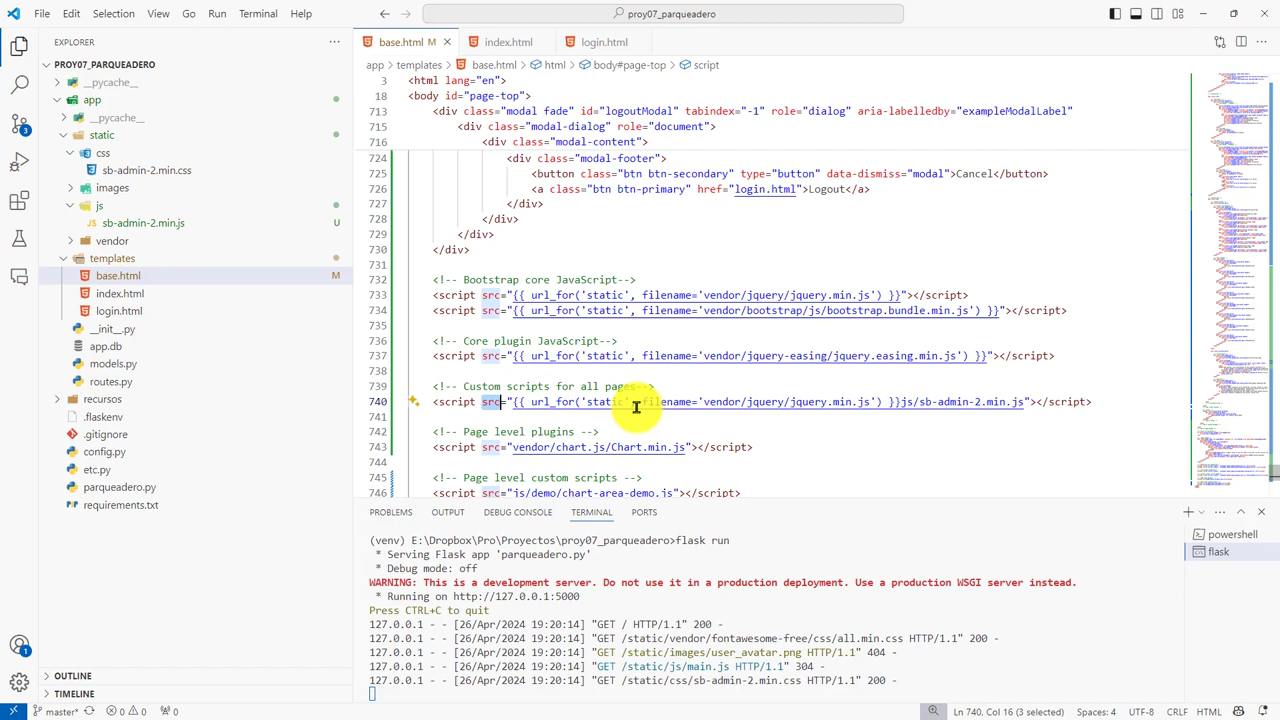 File Edit Selection View Go Run Terminal Help
proy07_parqueadero
EXPLORER
PROY07_PARQUEADERO
__pycache__
app
__pycache__
static
css
sb-admin-2.min.css
images
js
sb-admin-2.min.js U
vendor
templates
base.html M
index.html
login.html
__init__.py
app.db
models.py
routes.py
recursos
.flaskenv
.gitignore
config.py
etc.py
parqueadero.py
requirements.txt
OUTLINE
TIMELINE
base.html M
index.html
login.html
app > templates > base.html > html > body#page-top > script
3 <html lang="en">
<body id="page-top">
713 <div class="modal fade" id="logoutModal" tabindex="-1" role="dialog" aria-labelledby="exampleModalLabel"
715 <div class="modal-dialog" role="document">
716 <div class="modal-content">
<div class="modal-footer">
<button class="btn btn-secondary" type="button" data-dismiss="modal">Cancel</button>
<a class="btn btn-primary" href="login.html">Logout</a>
727 </div>
728 </div>
729 </div>
730 </div>
Bootstrap core JavaScript-->
<script src="{{ url_for('static', filename='vendor/jquery/jquery.min.js') }}"></script>
<script src="{{ url_for('static', filename='vendor/bootstrap/js/bootstrap.bundle.min.js') }}"></script>
Core plugin JavaScript-->
<script src="{{ url_for('static', filename='vendor/jquery-easing/jquery.easing.min.js') }}"></script>
<!-- Custom scripts for all pages-->
740 <script src="{{ url_for('static', filename='vendor/jquery/jquery.min.js') }}js/sb-admin-2.min.js"></script>
741
742 <!-- Page level plugins -->
743 <script src="vendor/chart.js/Chart.min.js"></script>
744
746 <script src="js/demo/chart-area-demo.js"></script>
PROBLEMS OUTPUT DEBUG CONSOLE TERMINAL PORTS
powershell
flask
(venv) E:\Dropbox\Pro\Proyectos\proy07_parqueadero>flask run
* Serving Flask app 'parqueadero.py'
* Debug mode: off
WARNING: This is a development server. Do not use it in a production deployment. Use a production WSGI server instead.
* Running on http://127.0.0.1:5000
Press CTRL+C to quit
127.0.0.1 - - [26/Apr/2024 19:20:14] "GET / HTTP/1.1" 200 -
127.0.0.1 - - [26/Apr/2024 19:20:14] "GET /static/vendor/fontawesome-free/css/all.min.css HTTP/1.1" 200 -
127.0.0.1 - - [26/Apr/2024 19:20:14] "GET /static/images/user_avatar.png HTTP/1.1" 404 -
127.0.0.1 - - [26/Apr/2024 19:20:14] "GET /static/js/main.js HTTP/1.1" 304 -
127.0.0.1 - - [26/Apr/2024 19:20:14] "GET /static/css/sb-admin-2.min.css HTTP/1.1" 200 -
master* 0 0 0 Ln 740, Col 16 (3 selected) Spaces: 4 UTF-8 CRLF HTML